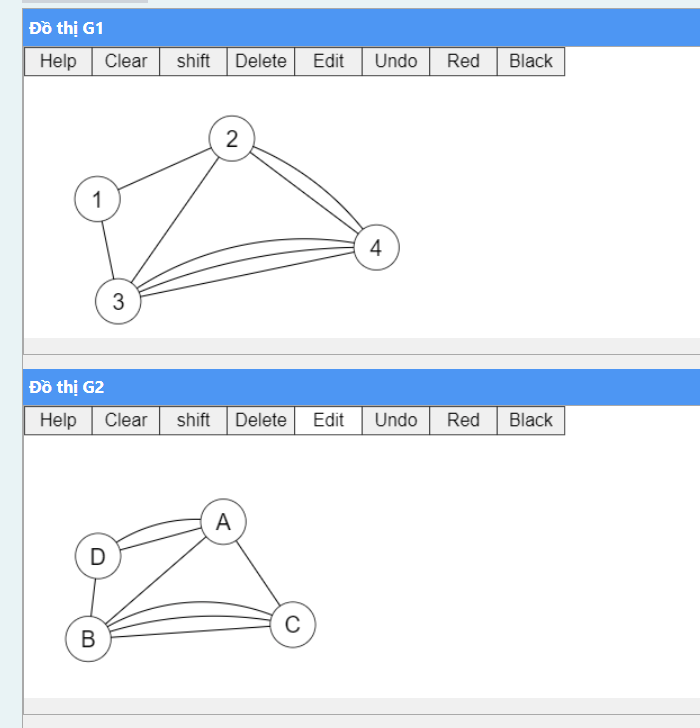 Đồ thị G1
Help Clear shift Delete Edit Undo Red Black
2
1
4
3
Đồ thị G2
Help Clear shift Delete Edit Undo Red Black
A
D
C
B